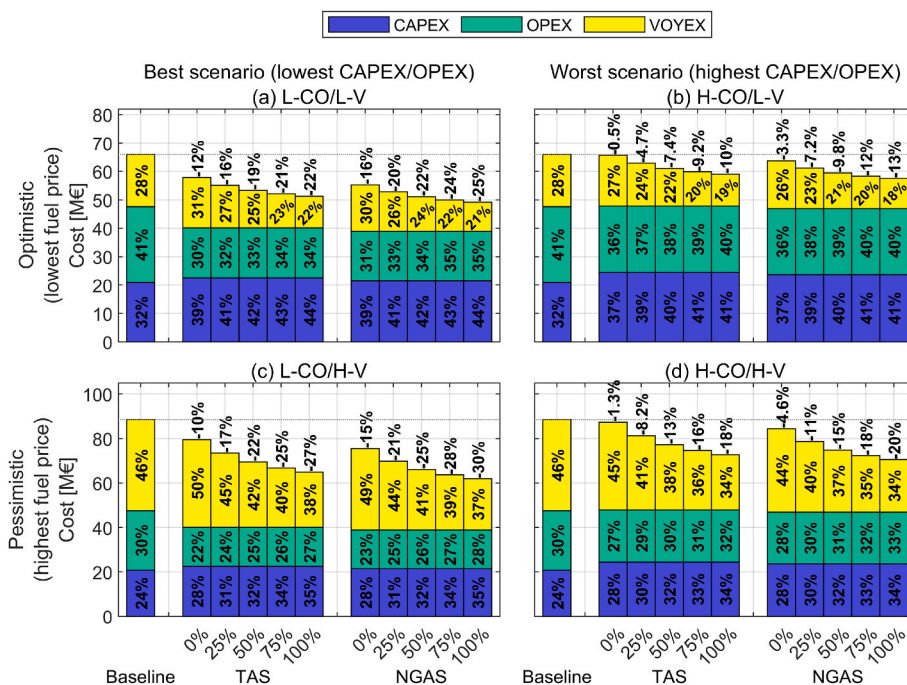 CAPEX OPEX VOYEX
Best scenario (lowest CAPEX/OPEX) Worst scenario (highest CAPEX/OPEX)
(a) L-CO/L-V (b) H-CO/L-V
Optimistic
(lowest fuel price)
Cost [M€]
80
70
60
50
40
30
20
10
0
28% 41% 32%
-12% 31% 30% 39%
-16% 27% 32% 41%
-19% 25% 33% 42%
-21% 23% 34% 43%
-22% 22% 34% 44%
-16% 30% 31% 39%
-20% 26% 33% 41%
-22% 24% 34% 42%
-24% 22% 35% 43%
-25% 21% 35% 44%
28% 41% 32%
-0.5% 27% 36% 37%
-4.7% 24% 37% 39%
-7.4% 22% 38% 40%
-9.2% 20% 39% 41%
-10% 19% 40% 41%
-3.3% 26% 36% 37%
-7.2% 23% 38% 39%
-9.8% 21% 39% 40%
-12% 20% 40% 41%
-13% 18% 40% 41%
(c) L-CO/H-V (d) H-CO/H-V
Pessimistic
(highest fuel price)
Cost [M€]
100
80
60
40
20
0
46% 30% 24%
-10% 50% 22% 28%
-17% 45% 24% 31%
-22% 42% 25% 32%
-25% 40% 26% 34%
-27% 38% 27% 35%
-15% 49% 23% 28%
-21% 44% 25% 31%
-25% 41% 26% 32%
-28% 39% 27% 34%
-30% 37% 28% 35%
46% 30% 24%
-1.3% 45% 27% 28%
-8.2% 41% 29% 30%
-13% 38% 30% 32%
-16% 36% 31% 33%
-18% 34% 32% 34%
-4.6% 44% 28% 28%
-11% 40% 30% 30%
-15% 37% 31% 32%
-18% 35% 32% 33%
-20% 34% 33% 34%
0% 25% 50% 75% 100% 0% 25% 50% 75% 100% 0% 25% 50% 75% 100% 0% 25% 50% 75% 100%
Baseline TAS NGAS Baseline TAS NGAS